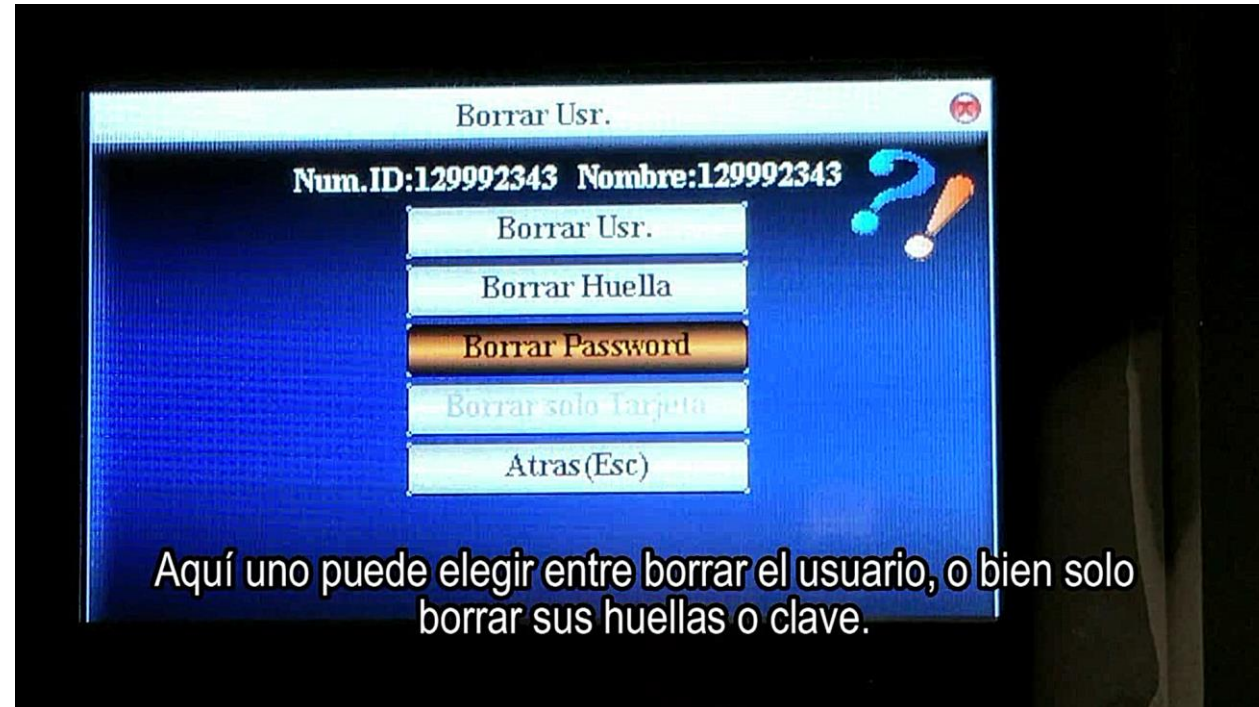 Borrar Usr.
Num.ID:129992343 Nombre:129992343
Borrar Usr.
Borrar Huella
Borrar Password
Borrar solo Tarjeta
Atras(Esc)
Aquí uno puede elegir entre borrar el usuario, o bien solo
borrar sus huellas o clave.